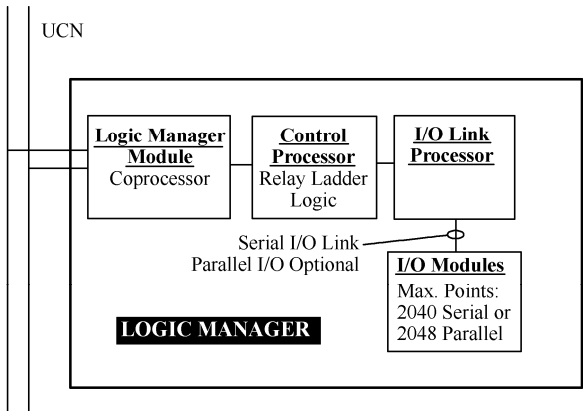 UCN
Logic Manager
Module
Coprocessor
Control
Processor
Relay Ladder
Logic
I/O Link
Processor
Serial I/O Link
Parallel I/O Optional
I/O Modules
Max. Points:
2040 Serial or
2048 Parallel
LOGIC MANAGER